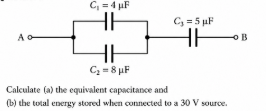 C₁ = 4 μF
C₃ = 5 μF
A
B
C₂ = 8 μF
Calculate (a) the equivalent capacitance and
(b) the total energy stored when connected to a 30 V source.